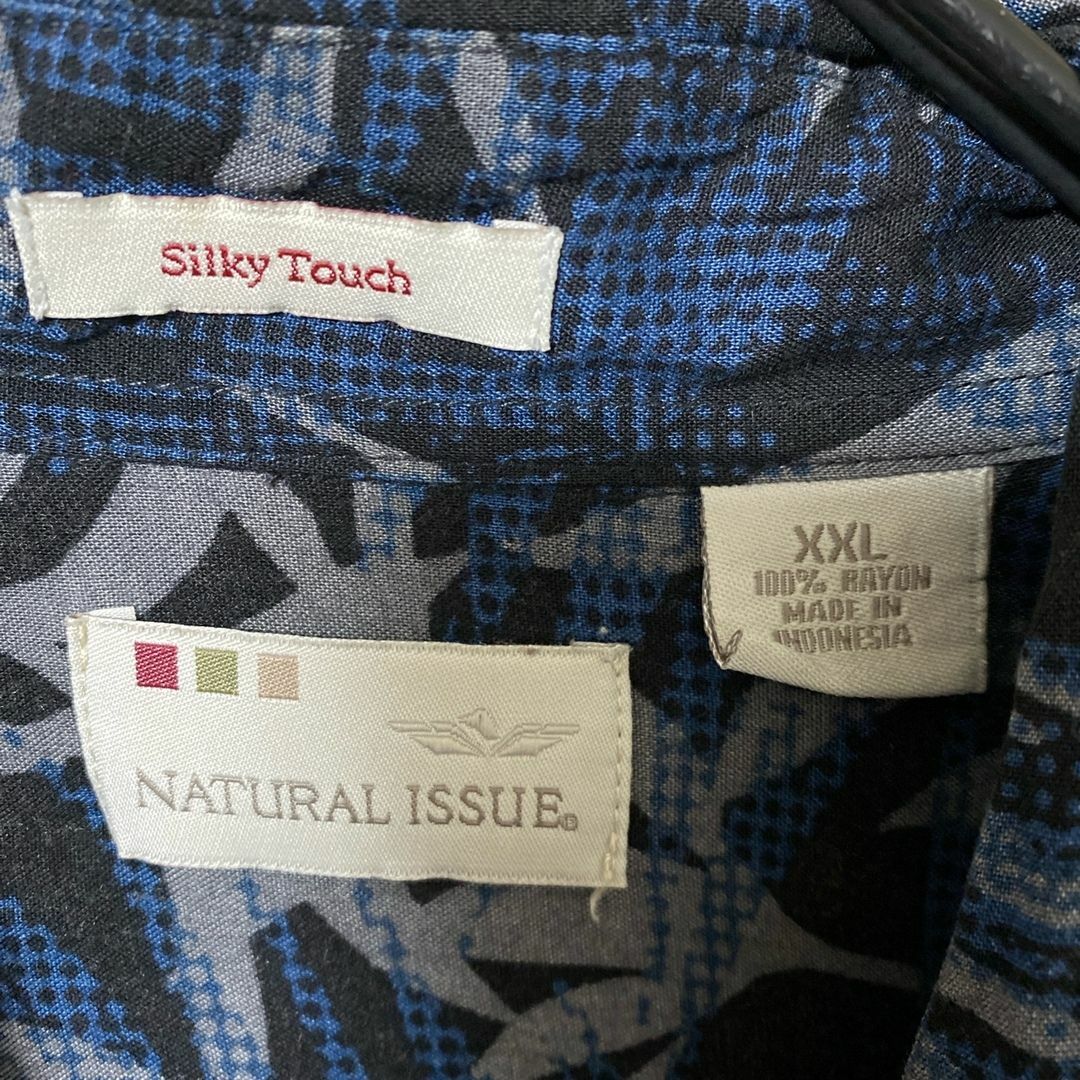 Silky Touch
XXL
100% RAYON
MADE IN
INDONESIA
NATURAL ISSUE®